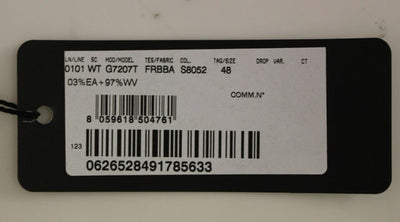 LN/LINE SC MOD/MODEL TES/FABRIC COL. TAG/SIZE DROP VAR. CT
0101 WT G7207T FRBBA S8052 48
03%EA+97%WV
COMM.N°
8 059618 504761
123
0626528491785633